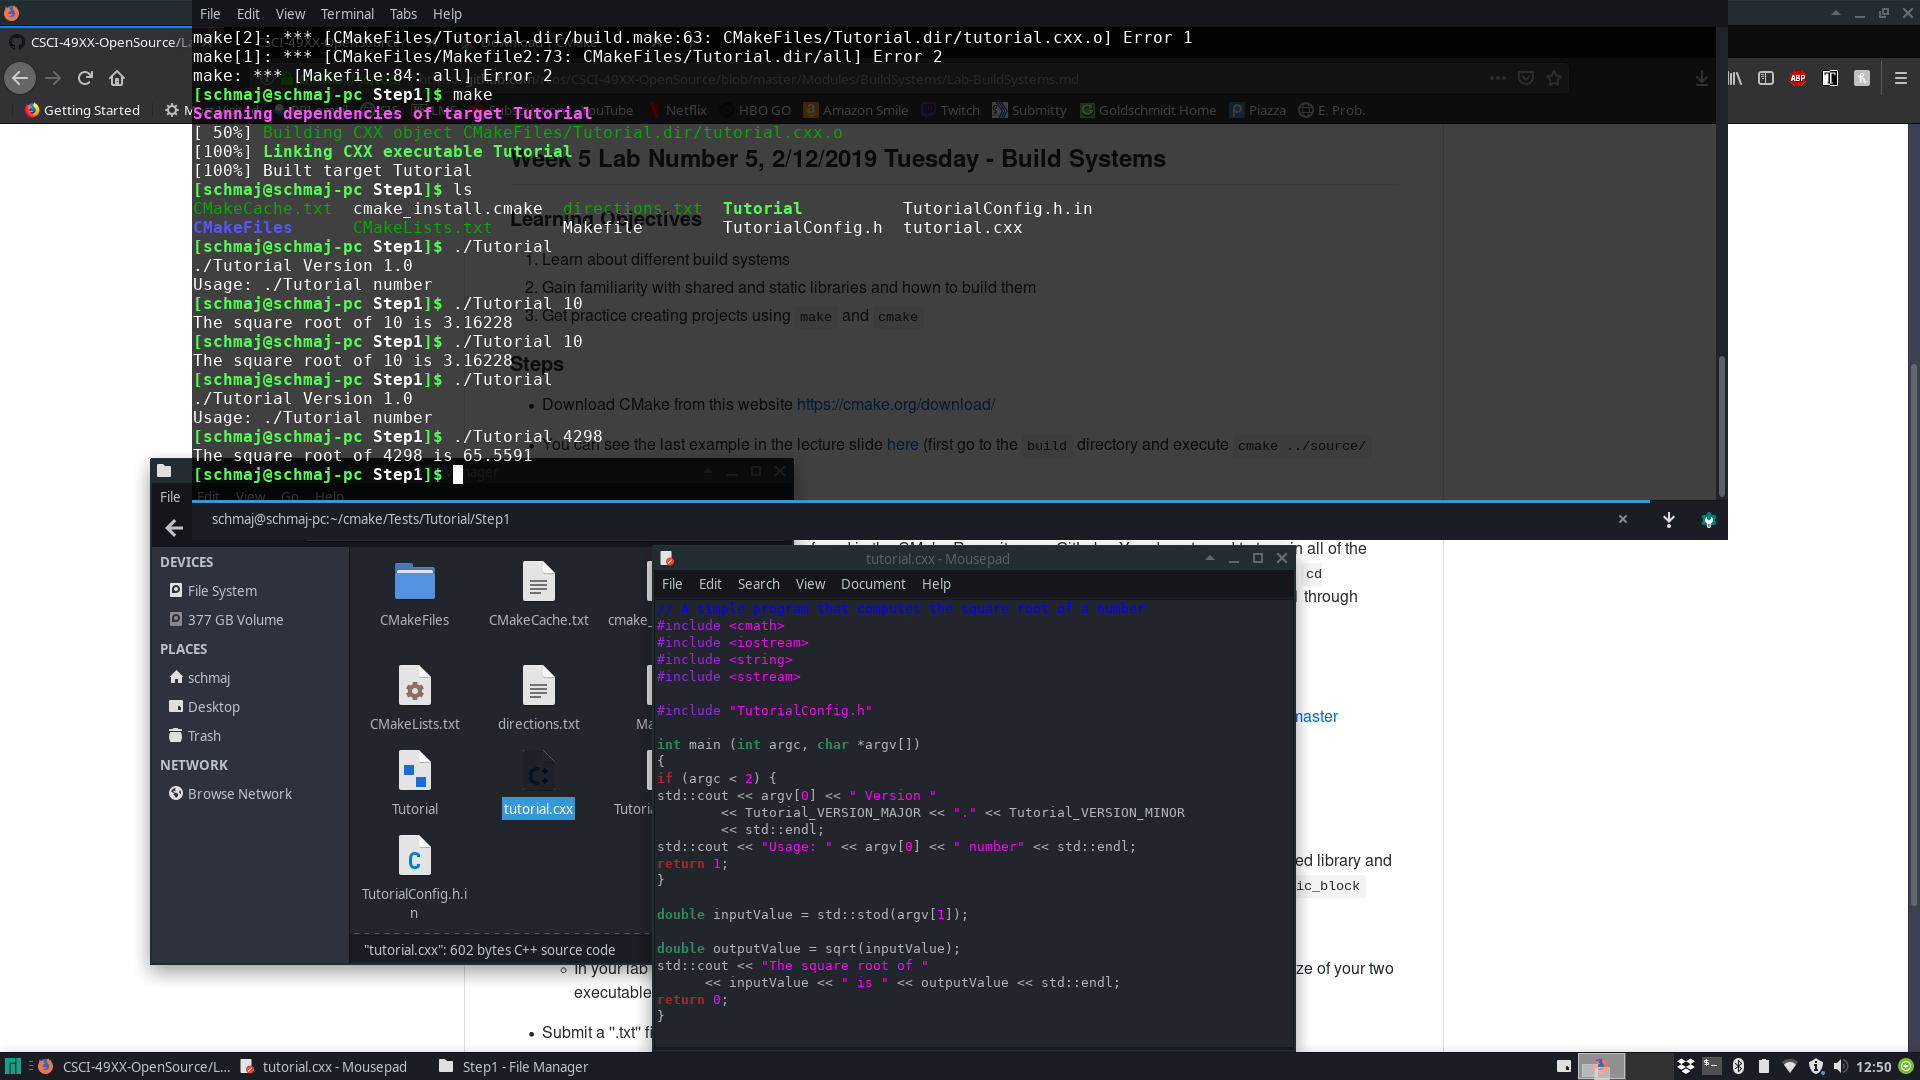 File Edit View Terminal Tabs Help
make[2]: *** [CMakeFiles/Tutorial.dir/build.make:63: CMakeFiles/Tutorial.dir/tutorial.cxx.o] Error 1
make[1]: *** [CMakeFiles/Makefile2:73: CMakeFiles/Tutorial.dir/all] Error 2
make: *** [Makefile:84: all] Error 2
[schmaj@schmaj-pc Step1]$ make
Scanning dependencies of target Tutorial
[ 50%] Building CXX object CMakeFiles/Tutorial.dir/tutorial.cxx.o
[100%] Linking CXX executable Tutorial
[100%] Built target Tutorial
[schmaj@schmaj-pc Step1]$ ls
CMakeCache.txt cmake_install.cmake directions.txt Tutorial TutorialConfig.h.in
CMakeFiles CMakeLists.txt Makefile TutorialConfig.h tutorial.cxx
[schmaj@schmaj-pc Step1]$ ./Tutorial
./Tutorial Version 1.0
Usage: ./Tutorial number
[schmaj@schmaj-pc Step1]$ ./Tutorial 10
The square root of 10 is 3.16228
[schmaj@schmaj-pc Step1]$ ./Tutorial 10
The square root of 10 is 3.16228
[schmaj@schmaj-pc Step1]$ ./Tutorial
./Tutorial Version 1.0
Usage: ./Tutorial number
[schmaj@schmaj-pc Step1]$ ./Tutorial 4298
The square root of 4298 is 65.5591
[schmaj@schmaj-pc Step1]$
schmaj@schmaj-pc:~/cmake/Tests/Tutorial/Step1
CSCI-49XX-OpenSource/La
CSCI-49XX-OpenSource/blob/master/Modules/BuildSystems/Lab-BuildSystems.md
ABP
Getting Started
YouTube Netflix HBO GO Amazon Smile Twitch Submitty Goldschmidt Home Piazza E. Prob.
Week 5 Lab Number 5, 2/12/2019 Tuesday - Build Systems
Learning Objectives
1. Learn about different build systems
2. Gain familiarity with shared and static libraries and hown to build them
3. Get practice creating projects using make and cmake
Steps
• Download CMake from this website https://cmake.org/download/
• You can see the last example in the lecture slide here (first go to the build directory and execute cmake ../source/
in all of the
cd
through
master
ed library and
ic_block
◦ In your lab
ze of your two
executable
• Submit a ".txt" fi
File Edit View Go Help
DEVICES
File System
377 GB Volume
PLACES
schmaj
Desktop
Trash
NETWORK
Browse Network
CMakeFiles
CMakeCache.txt
cmake_
CMakeLists.txt
directions.txt
Ma
Tutorial
tutorial.cxx
Tutoria
TutorialConfig.h.i
n
"tutorial.cxx": 602 bytes C++ source code
tutorial.cxx - Mousepad
File Edit Search View Document Help
// A simple program that computes the square root of a number
#include <cmath>
#include <iostream>
#include <string>
#include <sstream>
#include "TutorialConfig.h"
int main (int argc, char *argv[])
{
if (argc < 2) {
std::cout << argv[0] << " Version "
<< Tutorial_VERSION_MAJOR << "." << Tutorial_VERSION_MINOR
<< std::endl;
std::cout << "Usage: " << argv[0] << " number" << std::endl;
return 1;
}
double inputValue = std::stod(argv[1]);
double outputValue = sqrt(inputValue);
std::cout << "The square root of "
<< inputValue << " is " << outputValue << std::endl;
return 0;
}
CSCI-49XX-OpenSource/L...
tutorial.cxx - Mousepad
Step1 - File Manager
12:50